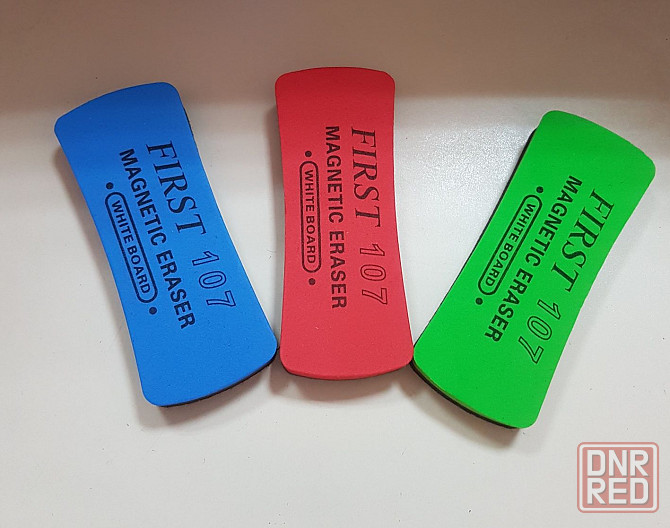 FIRST 107
MAGNETIC ERASER
WHITE BOARD
FIRST 107
MAGNETIC ERASER
WHITE BOARD
FIRST 107
MAGNETIC ERASER
WHITE BOARD
DNR
RED